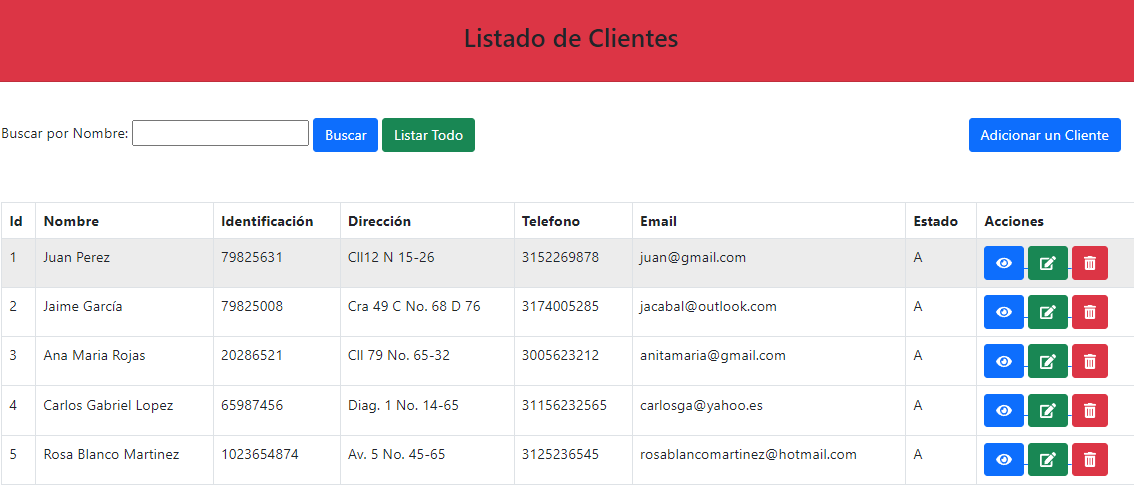 Listado de Clientes
Buscar por Nombre: Buscar Listar Todo Adicionar un Cliente
Id Nombre Identificación Dirección Telefono Email Estado Acciones
1 Juan Perez 79825631 Cll12 N 15-26 3152269878 juan@gmail.com A
2 Jaime García 79825008 Cra 49 C No. 68 D 76 3174005285 jacabal@outlook.com A
3 Ana Maria Rojas 20286521 Cll 79 No. 65-32 3005623212 anitamaria@gmail.com A
4 Carlos Gabriel Lopez 65987456 Diag. 1 No. 14-65 31156232565 carlosga@yahoo.es A
5 Rosa Blanco Martinez 1023654874 Av. 5 No. 45-65 3125236545 rosablancomartinez@hotmail.com A